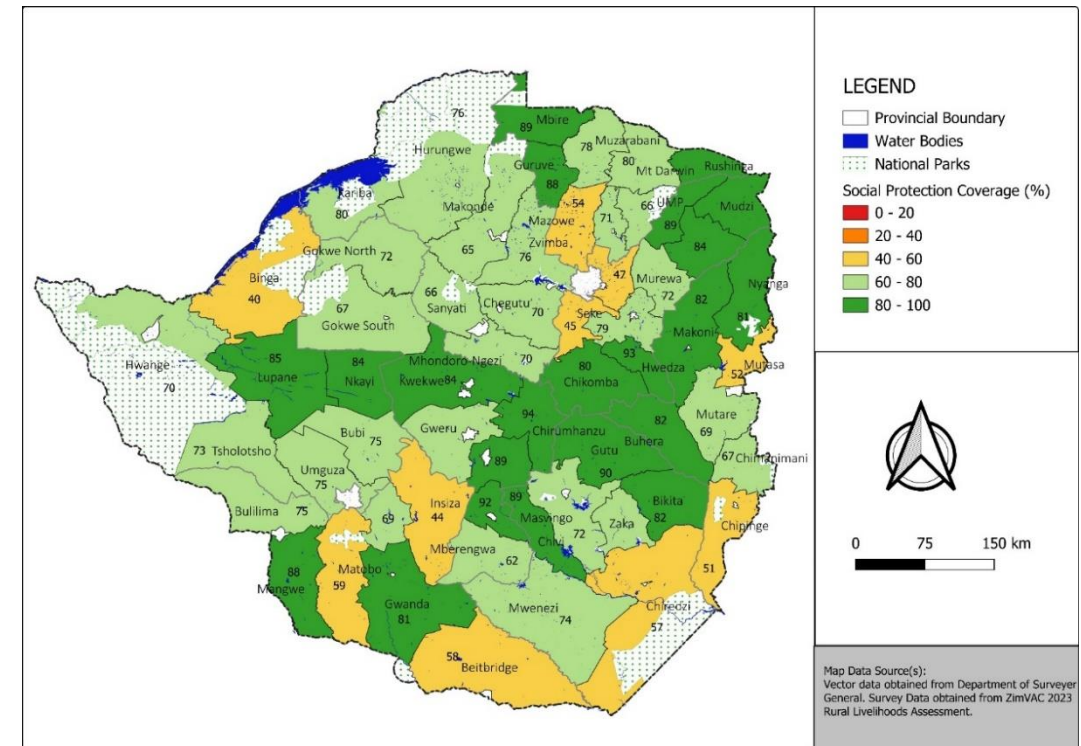 76
Hurungwe
Mbire
89
Muzarabani
78
80
Mt Darwin
Rushinga
Guruve
88
Kariba
80
Makonde
Mazowe
54
71
66
UMP
Mudzi
89
84
Zvimba
76
65
Gokwe North
72
47
Murewa
72
Nyanga
81
82
Binga
40
67
Gokwe South
66
Sanyati
Chegutu
70
Seke
45
79
Makoni
52
Mutasa
Hwange
70
85
Lupane
84
Nkayi
Mhondoro-Ngezi
Kwekwe
84
70
80
Chikomba
93
Hwedza
94
Chirumhanzu
82
Buhera
Mutare
69
73
Tsholotsho
Bubi
75
Gweru
Gutu
90
67
Chimanimani
Umguza
75
89
Bulilima
75
69
Insiza
44
92
89
Masvingo
72
Zaka
Bikita
82
Chipinge
51
88
Mangwe
Matobo
59
Mberengwa
62
Chivi
Gwanda
81
Mwenezi
74
Chiredzi
57
58
Beitbridge
LEGEND
Provincial Boundary
Water Bodies
National Parks
Social Protection Coverage (%)
0 - 20
20 - 40
40 - 60
60 - 80
80 - 100
0 75 150 km
Map Data Source(s):
Vector data obtained from Department of Surveyer
General. Survey Data obtained from ZimVAC 2023
Rural Livelihoods Assessment.